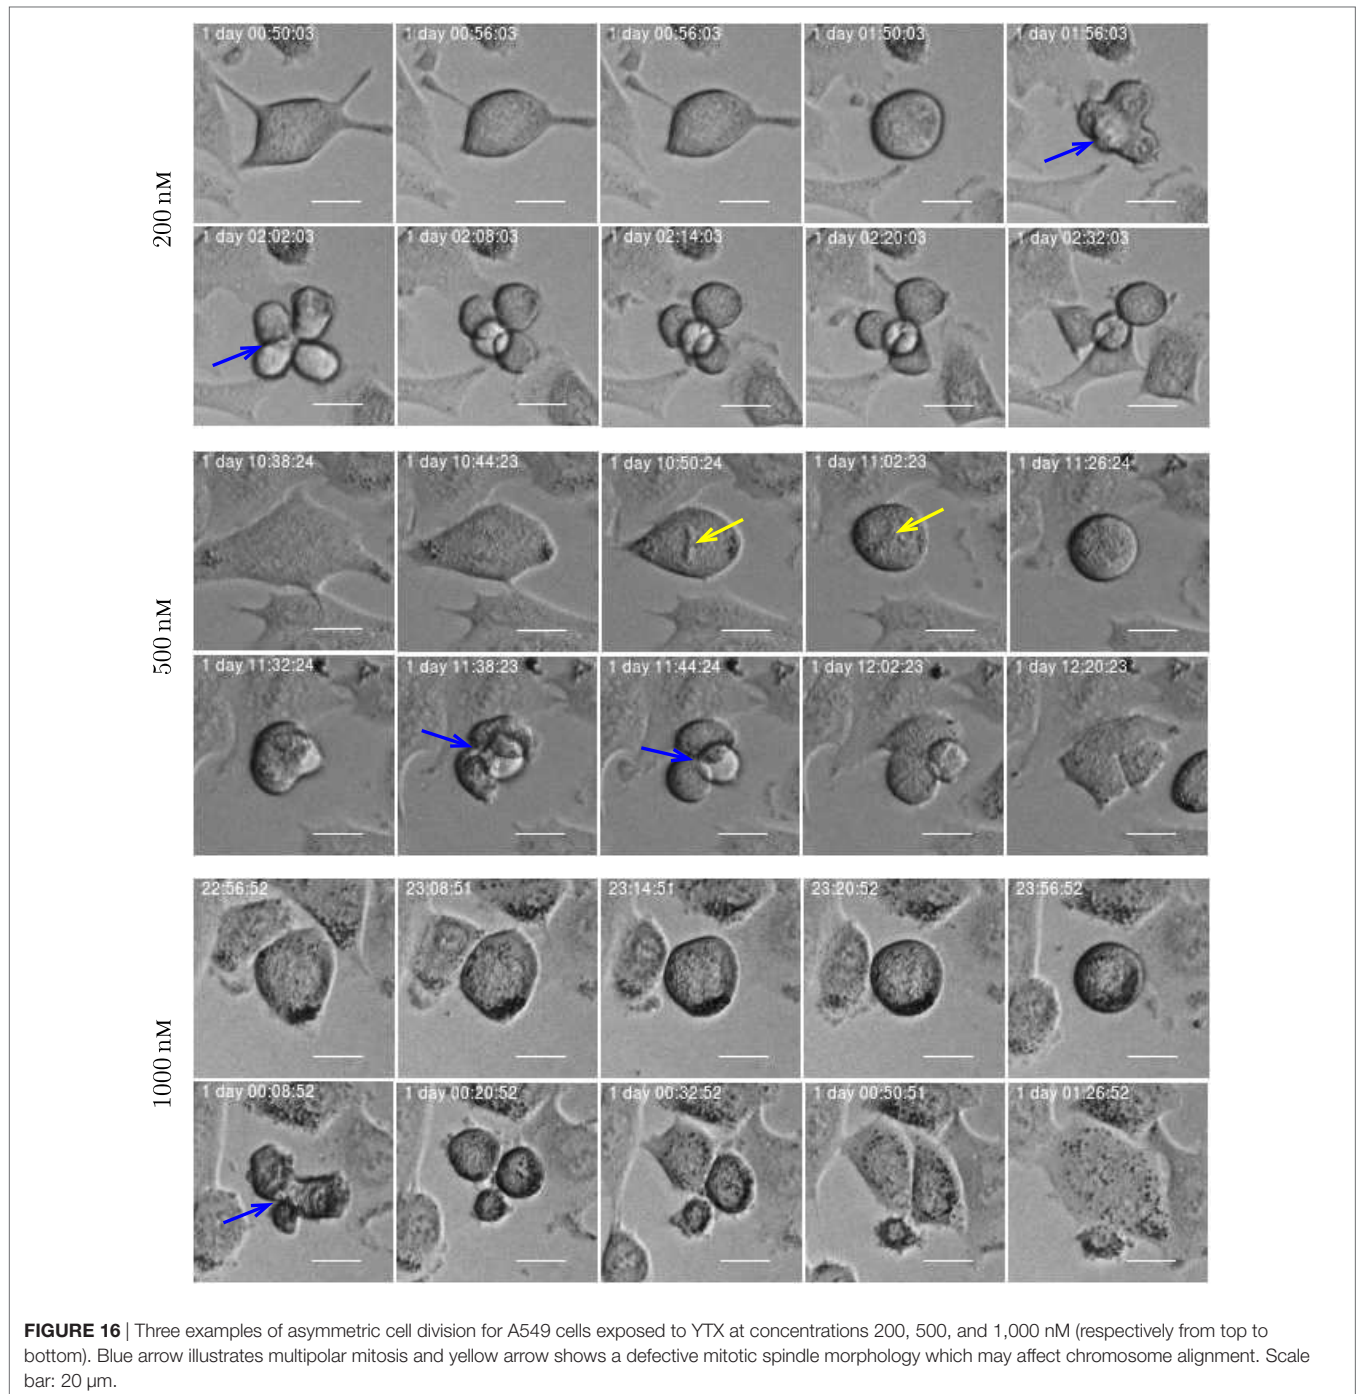 1 day 00:50:03
1 day 00:56:03
1 day 00:56:03
1 day 01:50:03
1 day 01:56:03
200 nM
1 day 02:02:03
1 day 02:08:03
1 day 02:14:03
1 day 02:20:03
1 day 02:32:03
1 day 10:38:24
1 day 10:44:23
1 day 10:50:24
1 day 11:02:23
1 day 11:26:24
500 nM
1 day 11:32:24
1 day 11:38:23
1 day 11:44:24
1 day 12:02:23
1 day 12:20:23
22:56:52
23:08:51
23:14:51
23:20:52
23:56:52
1000 nM
1 day 00:08:52
1 day 00:20:52
1 day 00:32:52
1 day 00:50:51
1 day 01:26:52
FIGURE 16 | Three examples of asymmetric cell division for A549 cells exposed to YTX at concentrations 200, 500, and 1,000 nM (respectively from top to
bottom). Blue arrow illustrates multipolar mitosis and yellow arrow shows a defective mitotic spindle morphology which may affect chromosome alignment. Scale
bar: 20 µm.